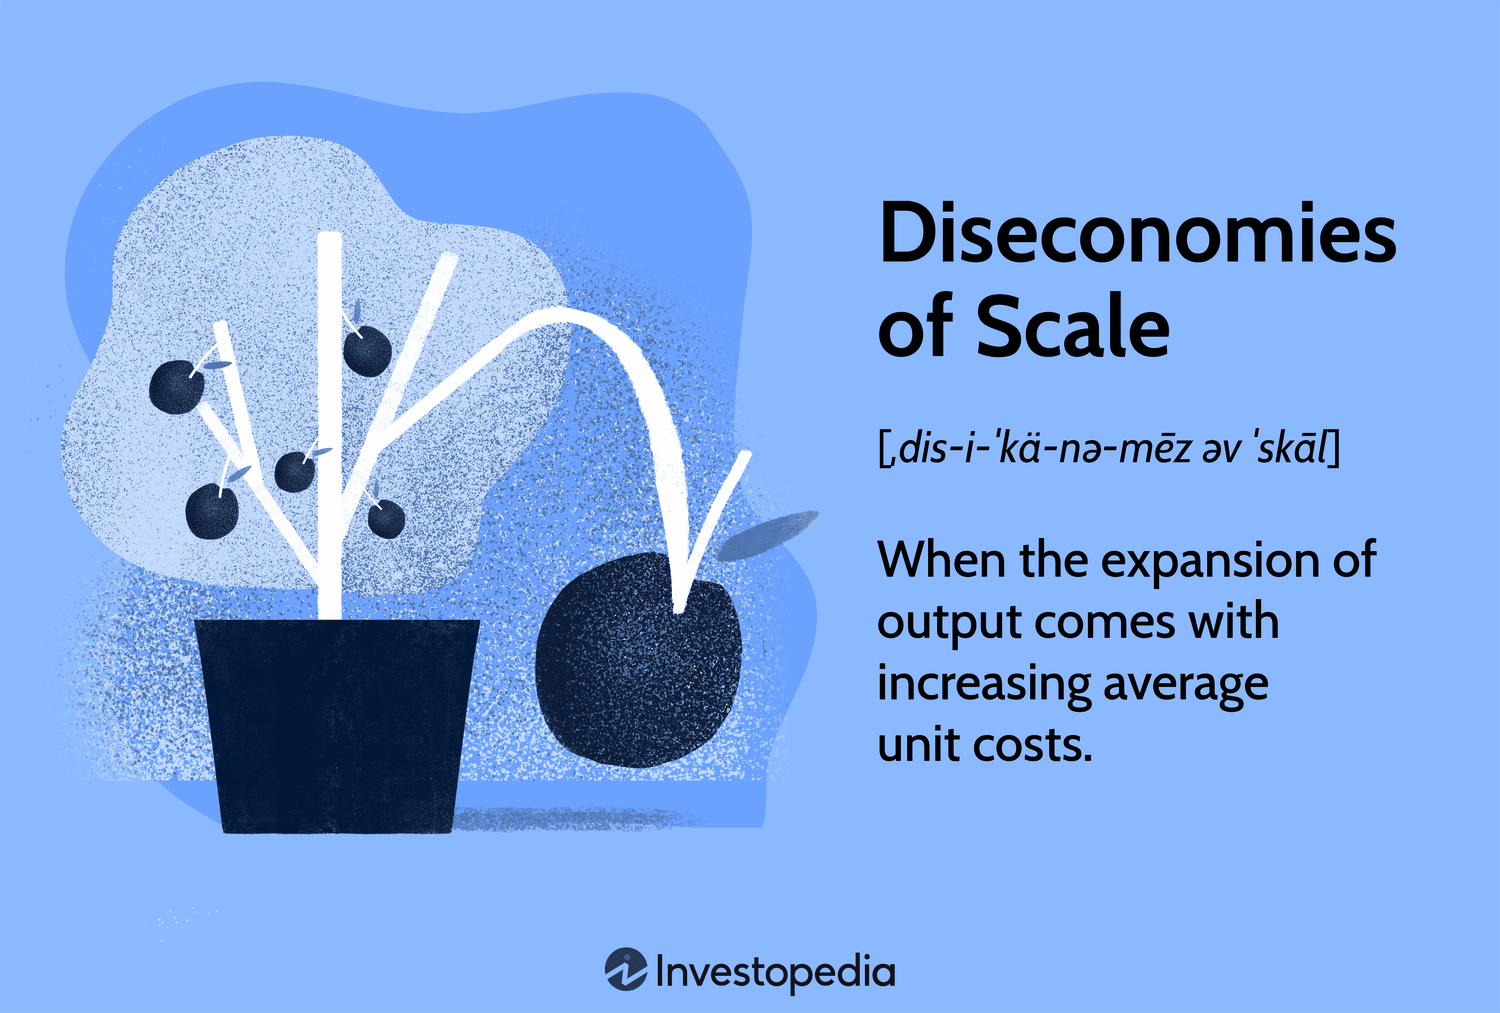 Diseconomies
of Scale
[ˌdis-i-ˈkä-nə-mēz əv ˈskāl]
When the expansion of
output comes with
increasing average
unit costs.
Investopedia